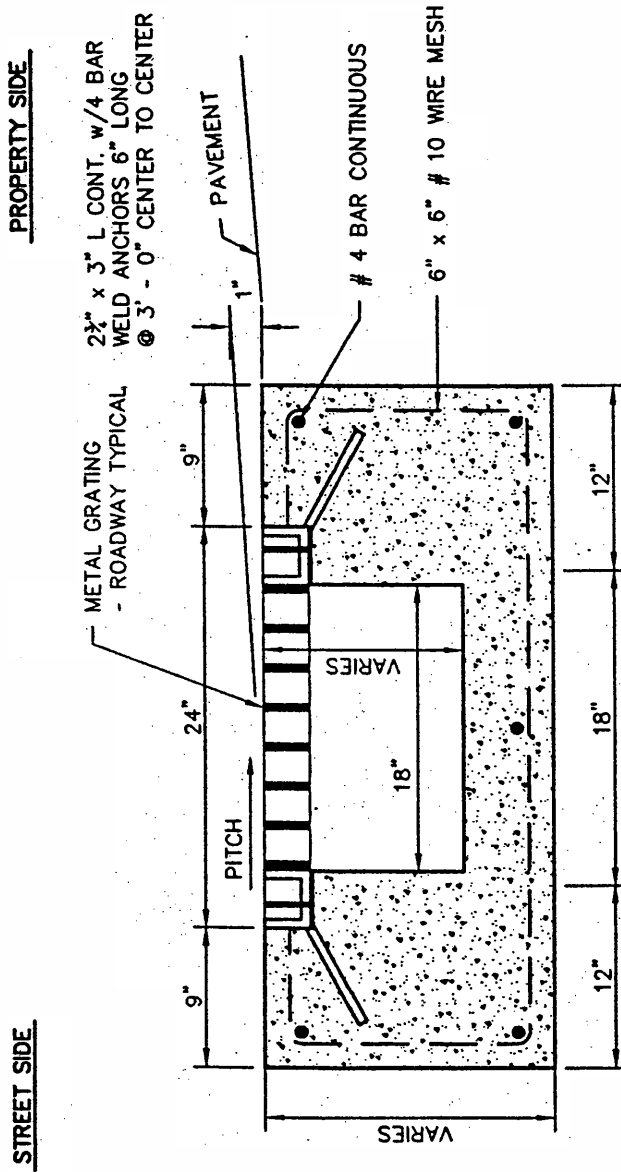 STREET SIDE
PROPERTY SIDE
METAL GRATING
- ROADWAY TYPICAL
2¾" x 3" L CONT. w/4 BAR
WELD ANCHORS 6" LONG
@ 3' - 0" CENTER TO CENTER
PAVEMENT
1"
9"
24"
9"
PITCH
# 4 BAR CONTINUOUS
6" x 6" # 10 WIRE MESH
VARIES
18"
VARIES
12"
18"
12"